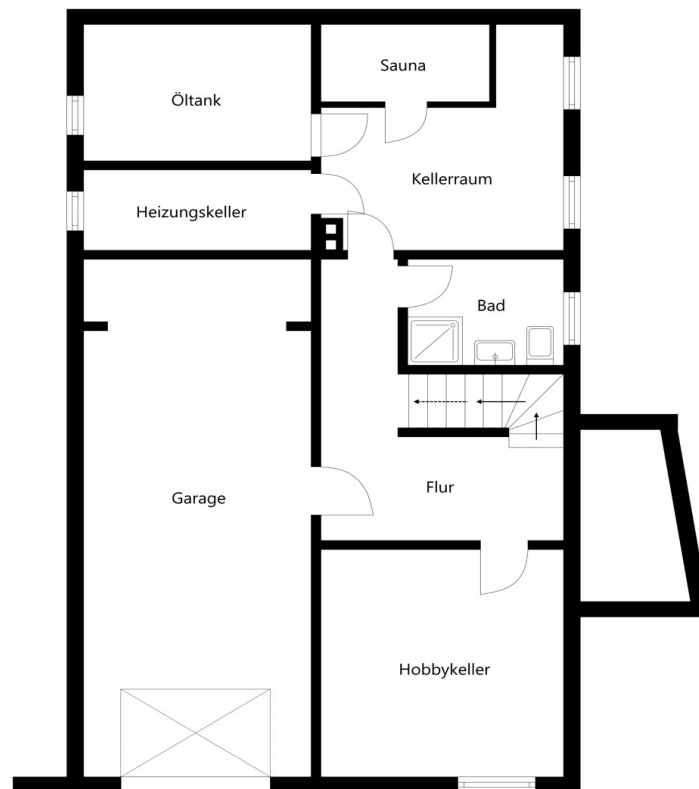 Sauna
Öltank
Kellerraum
Heizungskeller
Bad
Flur
Garage
Hobbykeller